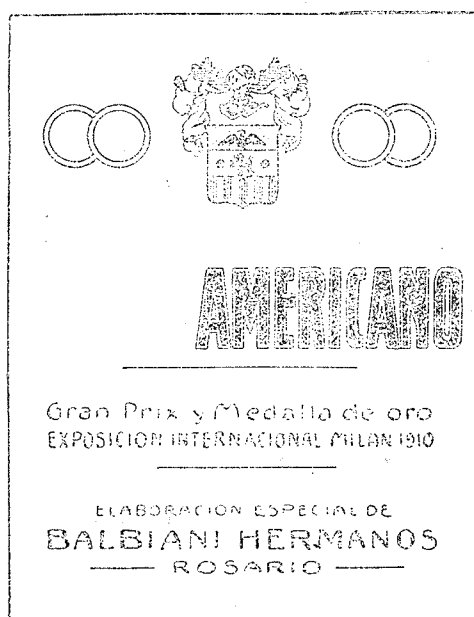 AMERICANO
Gran Prix y Medalla de oro
EXPOSICION INTERNACIONAL MILAN 1910
ELABORACION ESPECIAL DE
BALBIANI HERMANOS
ROSARIO